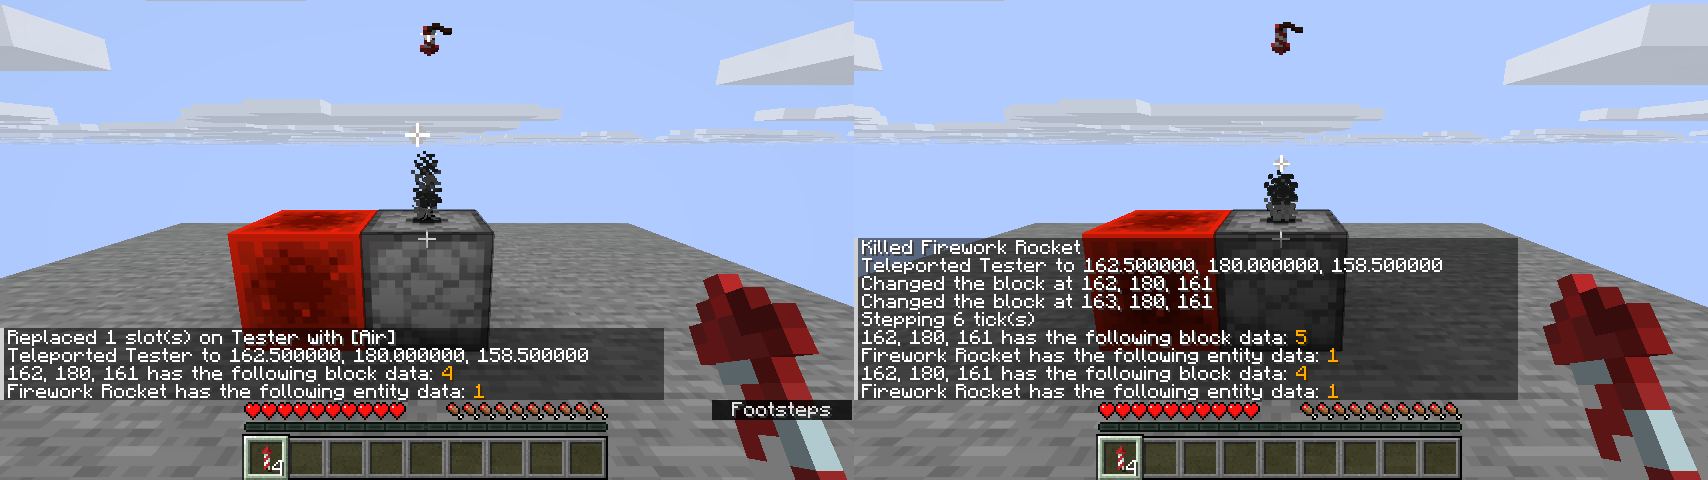 Replaced 1 slot(s) on Tester with [Air]
Teleported Tester to 162.500000, 180.000000, 158.500000
162, 180, 161 has the following block data: 4
Firework Rocket has the following entity data: 1
Footsteps
4
Killed Firework Rocket
Teleported Tester to 162.500000, 180.000000, 158.500000
Changed the block at 162, 180, 161
Changed the block at 163, 180, 161
Stepping 6 tick(s)
162, 180, 161 has the following block data: 5
Firework Rocket has the following entity data: 1
162, 180, 161 has the following block data: 4
Firework Rocket has the following entity data: 1
4